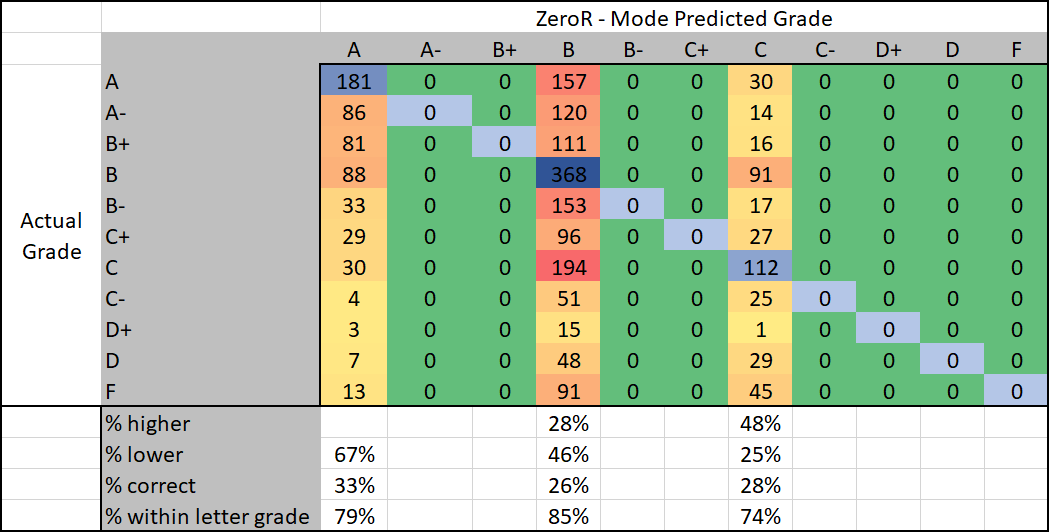 ZeroR - Mode Predicted Grade
A A- B+ B B- C+ C C- D+ D F
A 181 0 0 157 0 0 30 0 0 0 0
A- 86 0 0 120 0 0 14 0 0 0 0
B+ 81 0 0 111 0 0 16 0 0 0 0
B 88 0 0 368 0 0 91 0 0 0 0
B- 33 0 0 153 0 0 17 0 0 0 0
Actual Grade
C+ 29 0 0 96 0 0 27 0 0 0 0
C 30 0 0 194 0 0 112 0 0 0 0
C- 4 0 0 51 0 0 25 0 0 0 0
D+ 3 0 0 15 0 0 1 0 0 0 0
D 7 0 0 48 0 0 29 0 0 0 0
F 13 0 0 91 0 0 45 0 0 0 0
% higher 28% 48%
% lower 67% 46% 25%
% correct 33% 26% 28%
% within letter grade 79% 85% 74%